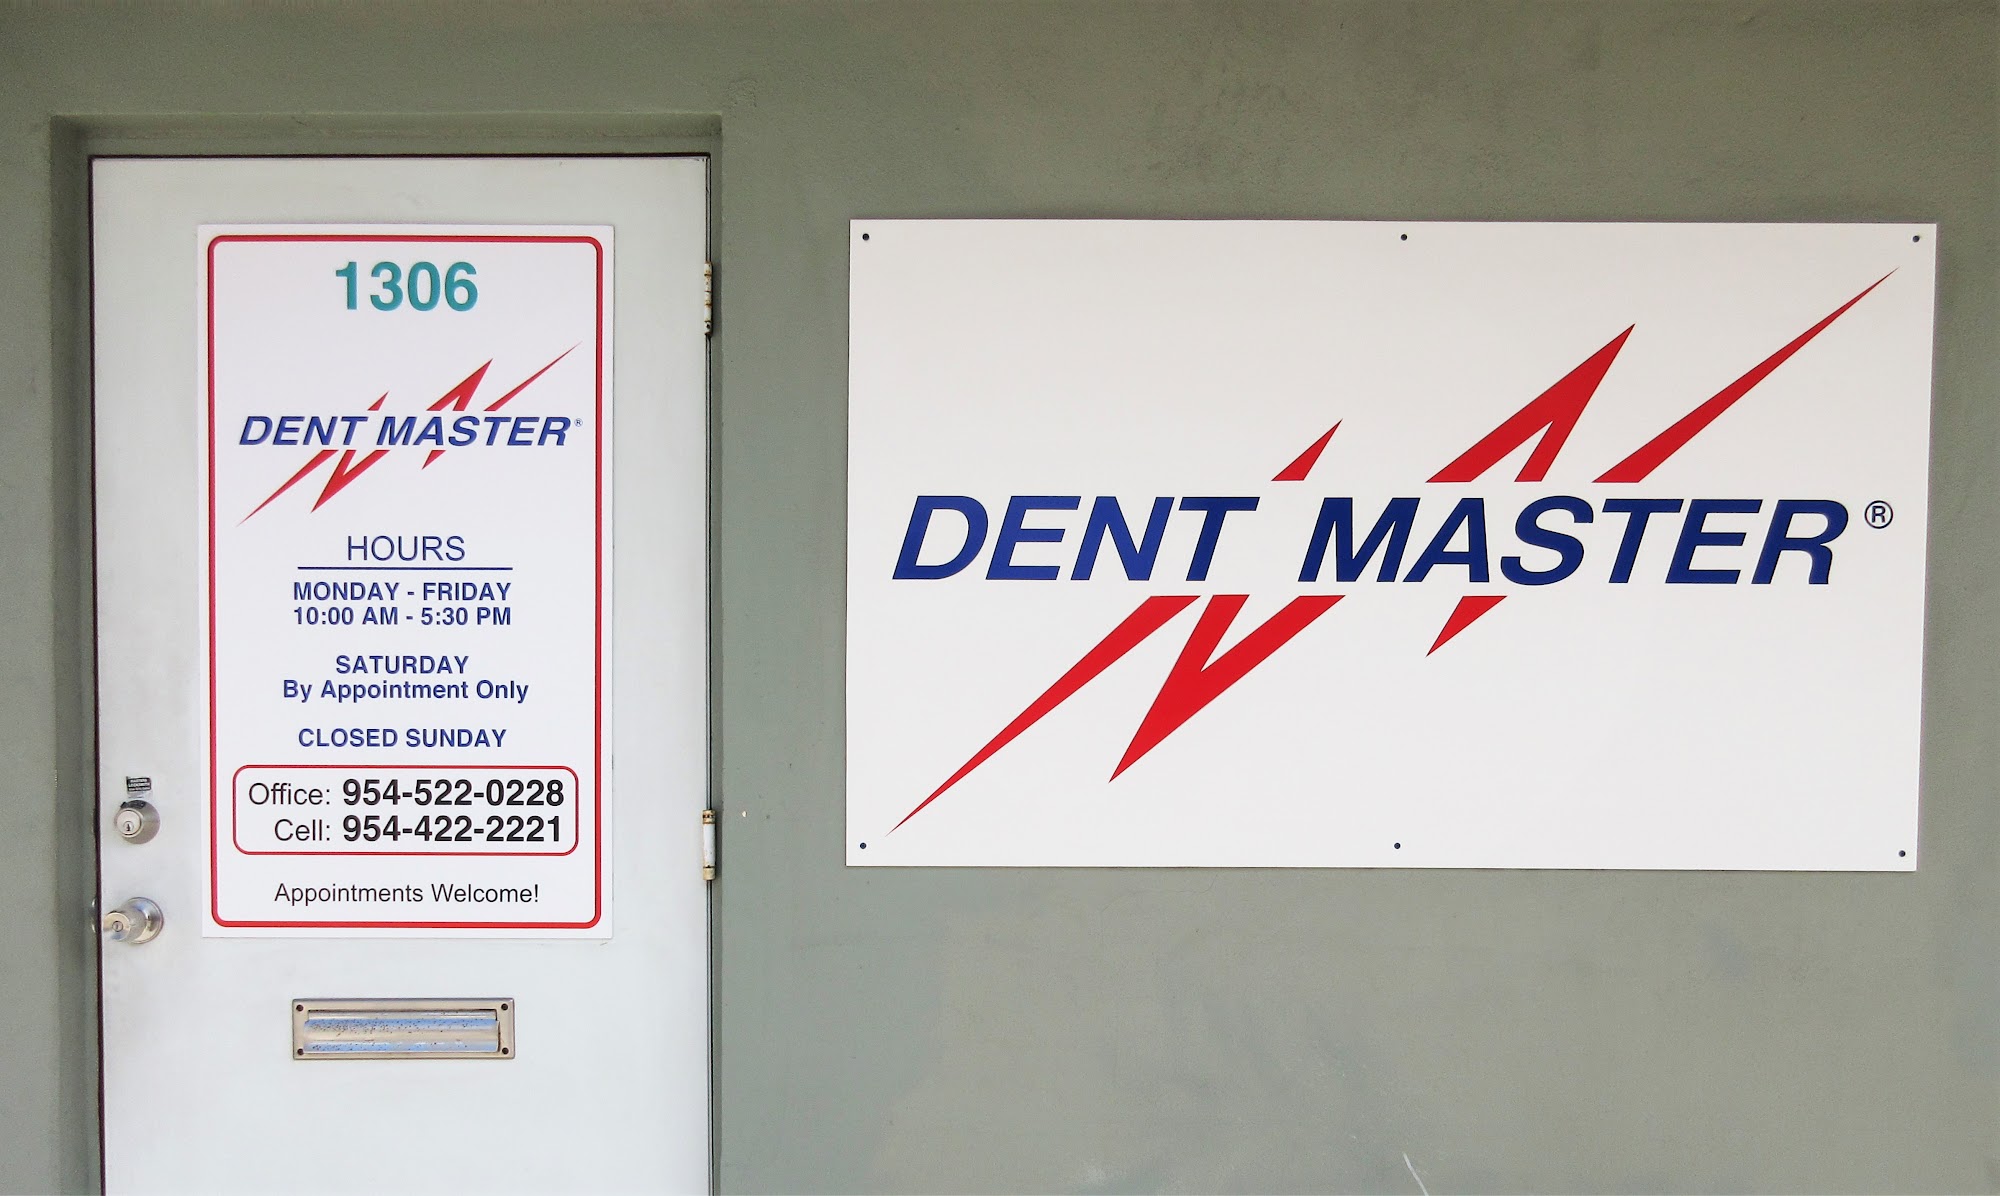 1306
DENT MASTER®
HOURS
MONDAY - FRIDAY
10:00 AM - 5:30 PM
SATURDAY
By Appointment Only
CLOSED SUNDAY
Office: 954-522-0228
Cell: 954-422-2221
Appointments Welcome!
DENT MASTER®